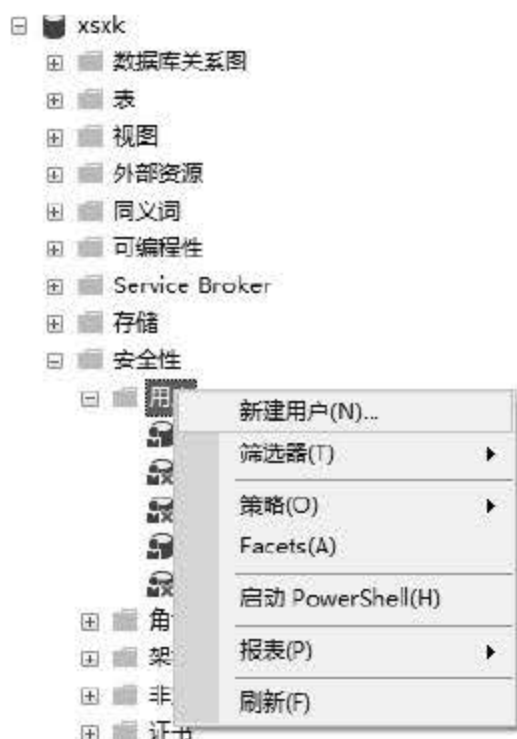 xsxk
数据库关系图
表
视图
外部资源
同义词
可编程性
Service Broker
存储
安全性
用
新建用户(N)...
筛选器(T)
策略(O)
Facets(A)
启动 PowerShell(H)
角
报表(P)
架
非
刷新(F)
证书